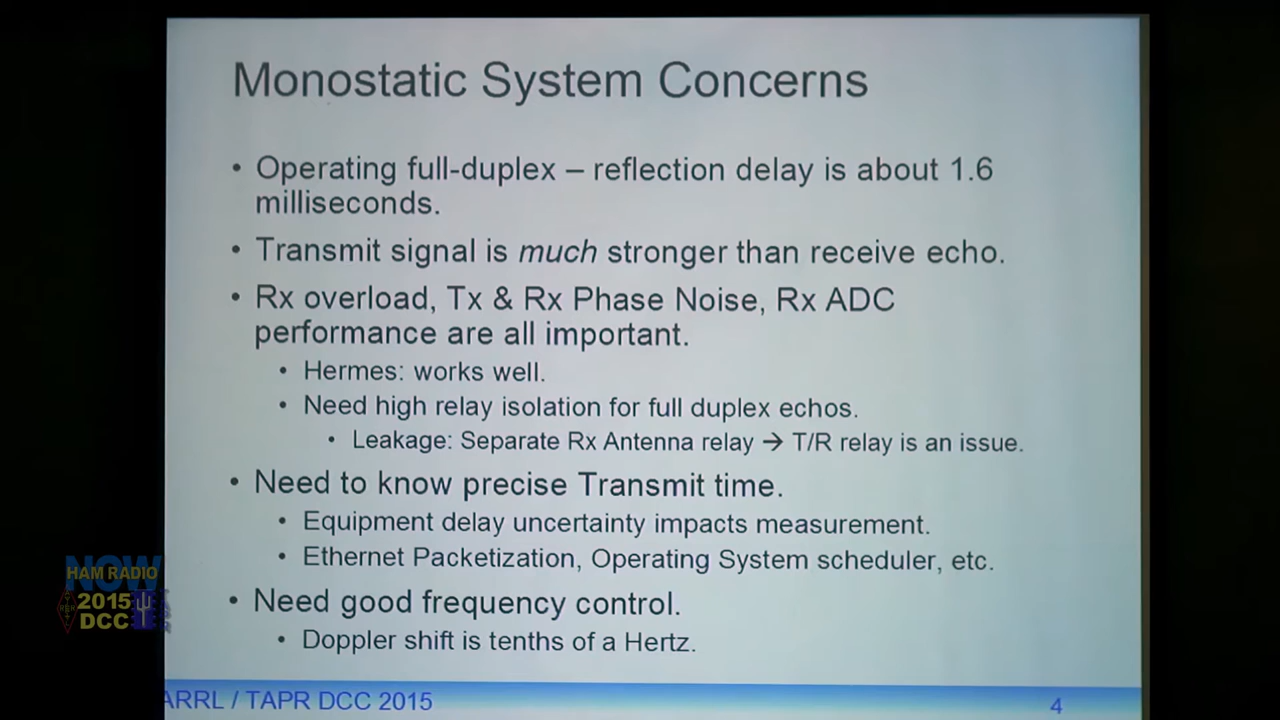 Monostatic System Concerns
• Operating full-duplex – reflection delay is about 1.6
milliseconds.
• Transmit signal is much stronger than receive echo.
• Rx overload, Tx & Rx Phase Noise, Rx ADC
performance are all important.
• Hermes: works well.
• Need high relay isolation for full duplex echos.
• Leakage: Separate Rx Antenna relay → T/R relay is an issue.
• Need to know precise Transmit time.
• Equipment delay uncertainty impacts measurement.
• Ethernet Packetization, Operating System scheduler, etc.
• Need good frequency control.
• Doppler shift is tenths of a Hertz.
NOW
HAM RADIO
2015
DCC
ARRL / TAPR DCC 2015
4